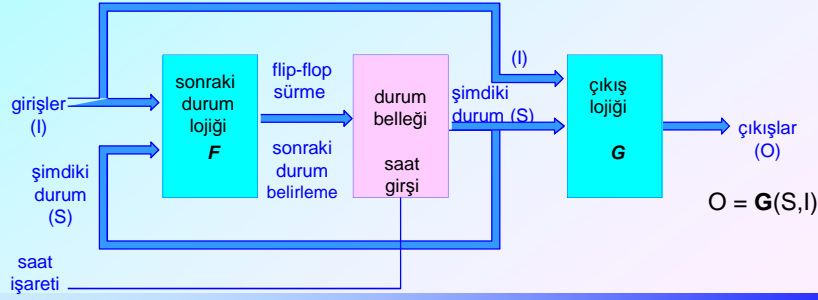 girişler
(I)
şimdiki
durum
(S)
saat
işareti
sonraki
durum
lojiği
F
flip-flop
sürme
sonraki
durum
belirleme
durum
belleği
saat
girşi
şimdiki
durum (S)
(I)
çıkış
lojiği
G
çıkışlar
(O)
O = G(S,I)